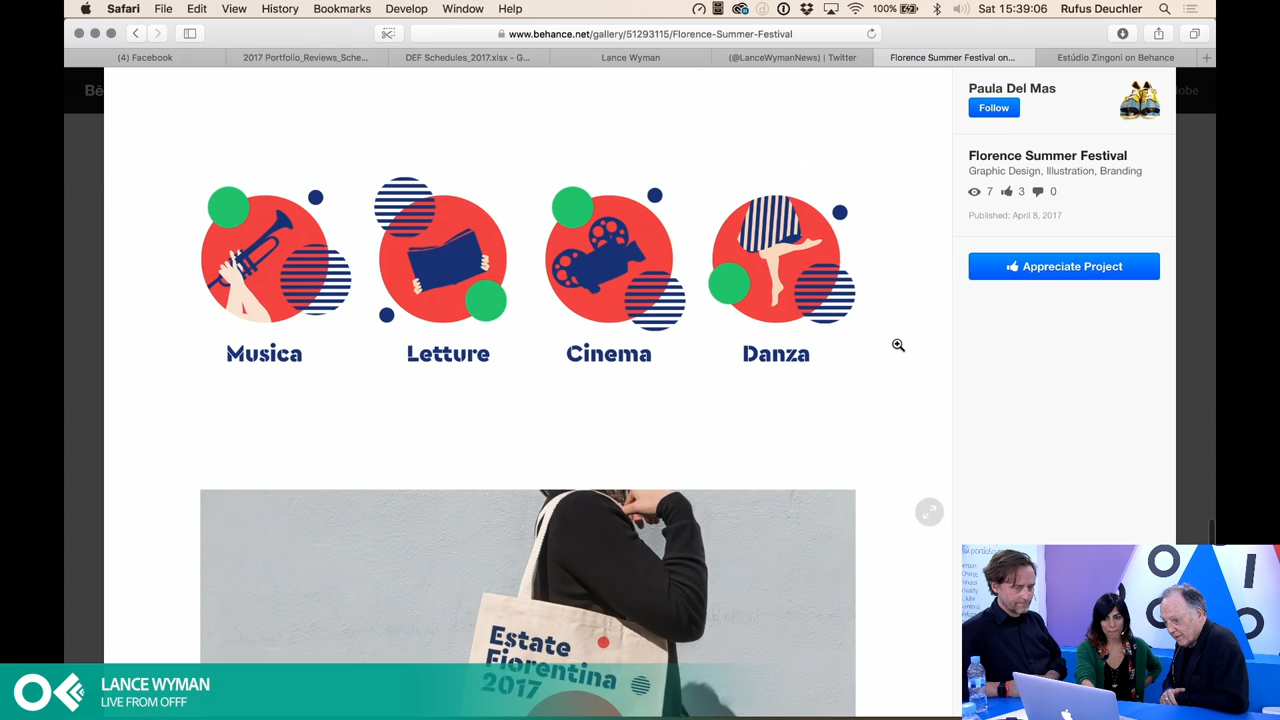 Safari File Edit View History Bookmarks Develop Window Help 100% Sat 15:39:06 Rufus Deuchler
www.behance.net/gallery/51293115/Florence-Summer-Festival
(4) Facebook
2017 Portfolio_Reviews_Sche...
DEF Schedules_2017.xlsx - G...
Lance Wyman
(@LanceWymanNews) | Twitter
Florence Summer Festival on...
Estúdio Zingoni on Behance
Bē
Paula Del Mas
Follow
Florence Summer Festival
Graphic Design, Illustration, Branding
7 3 0
Published: April 8, 2017
Appreciate Project
Musica
Letture
Cinema
Danza
Estate
Fiorentina
2017
LANCE WYMAN
LIVE FROM OFFF